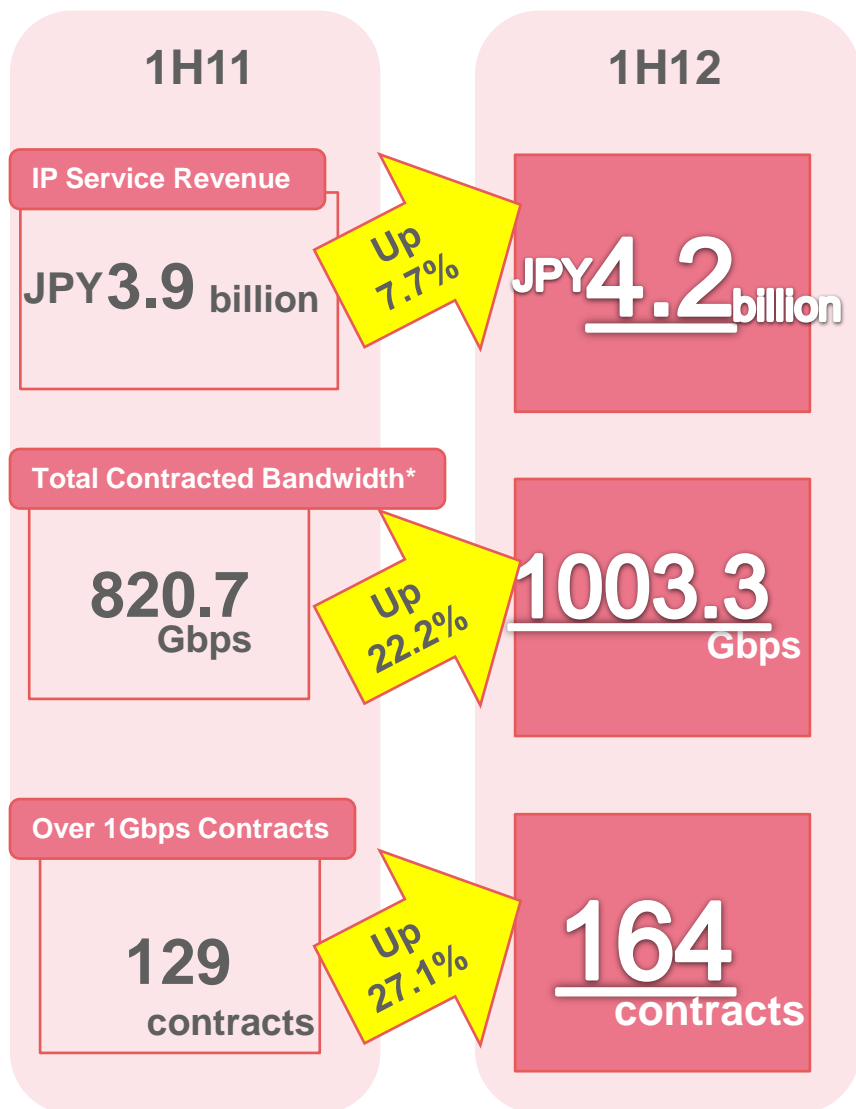 1H11
1H12
IP Service Revenue
JPY3.9 billion
Up
7.7%
JPY4.2billion
Total Contracted Bandwidth*
820.7
Gbps
Up
22.2%
1003.3
Gbps
Over 1Gbps Contracts
129
contracts
Up
27.1%
164
contracts